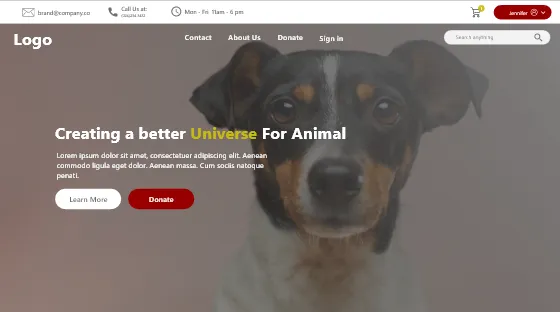 brand@company.co
Call Us at:
Mon - Fri 11am - 6 pm
Jennifer
Logo
Contact
About Us
Donate
Sign in
Search anything
Creating a better Universe For Animal
Lorem ipsum dolor sit amet, consectetuer adipiscing elit. Aenean
commodo ligula eget dolor. Aenean massa. Cum sociis natoque
penati.
Learn More
Donate